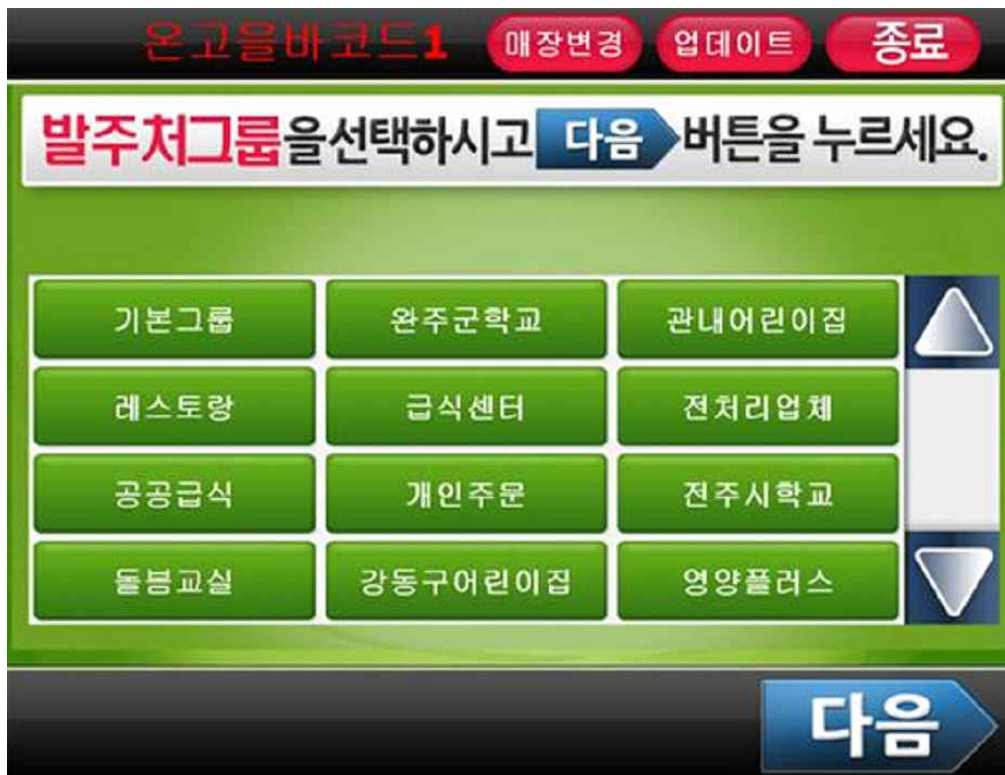 온고을바코드1 매장변경 업데이트 종료
발주처그룹을선택하시고 다음 버튼을 누르세요.
기본그룹 완주군학교 관내어린이집
레스토랑 급식센터 전처리업체
공공급식 개인주문 전주시학교
돌봄교실 강동구어린이집 영양플러스
다음